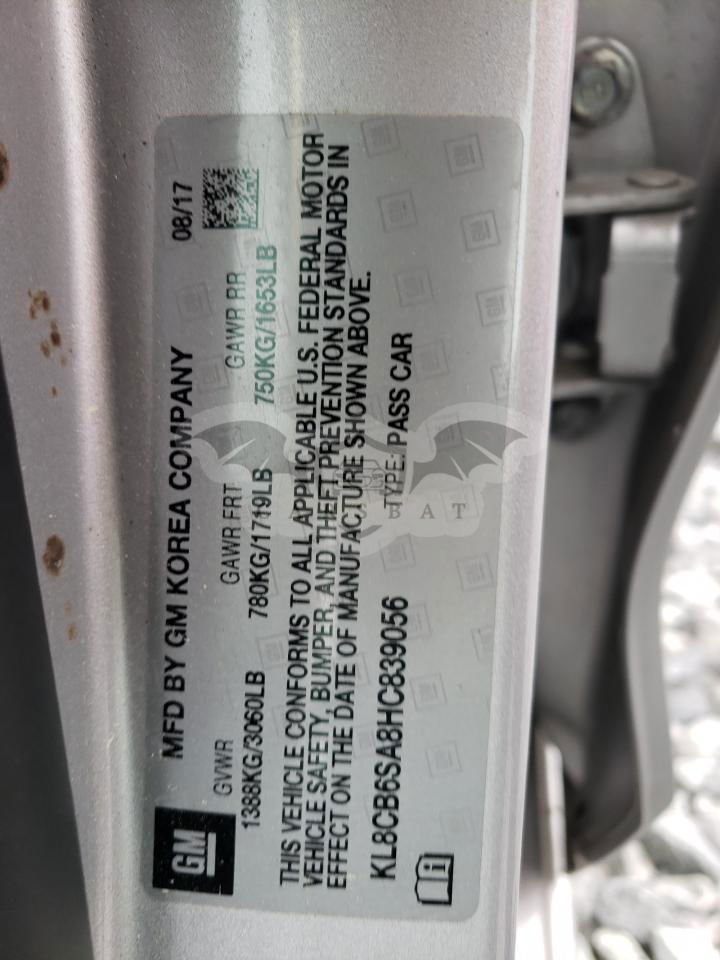 MFD BY GM KOREA COMPANY 08/17
GM
GVWR GAWR FRT GAWR RR
1388KG/3060LB 780KG/1719LB 750KG/1653LB
THIS VEHICLE CONFORMS TO ALL APPLICABLE U.S. FEDERAL MOTOR
VEHICLE SAFETY, BUMPER, AND THEFT PREVENTION STANDARDS IN
EFFECT ON THE DATE OF MANUFACTURE SHOWN ABOVE.
KL8CB6SA8HC839056 TYPE: PASS CAR